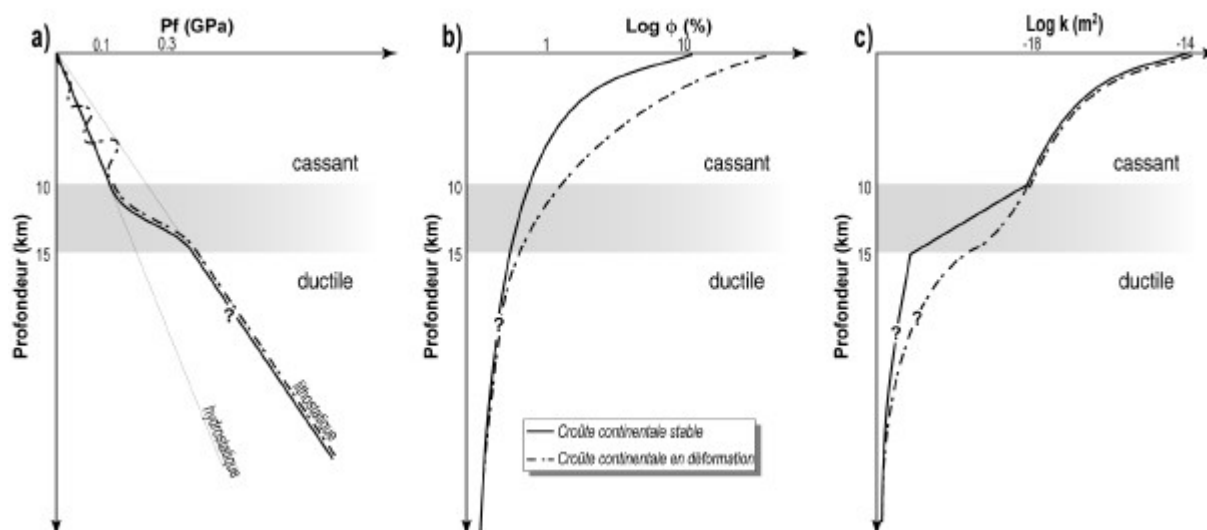 a)
Pf (GPa)
0.1
0.3
cassant
10
15
ductile
?
hydrostatique
lithostatique
Profondeur (km)
b)
Log ϕ (%)
1
10
cassant
10
15
ductile
?
Profondeur (km)
Croûte continentale stable
Croûte continentale en déformation
c)
Log k (m²)
-18
-14
cassant
10
15
ductile
?
?
Profondeur (km)